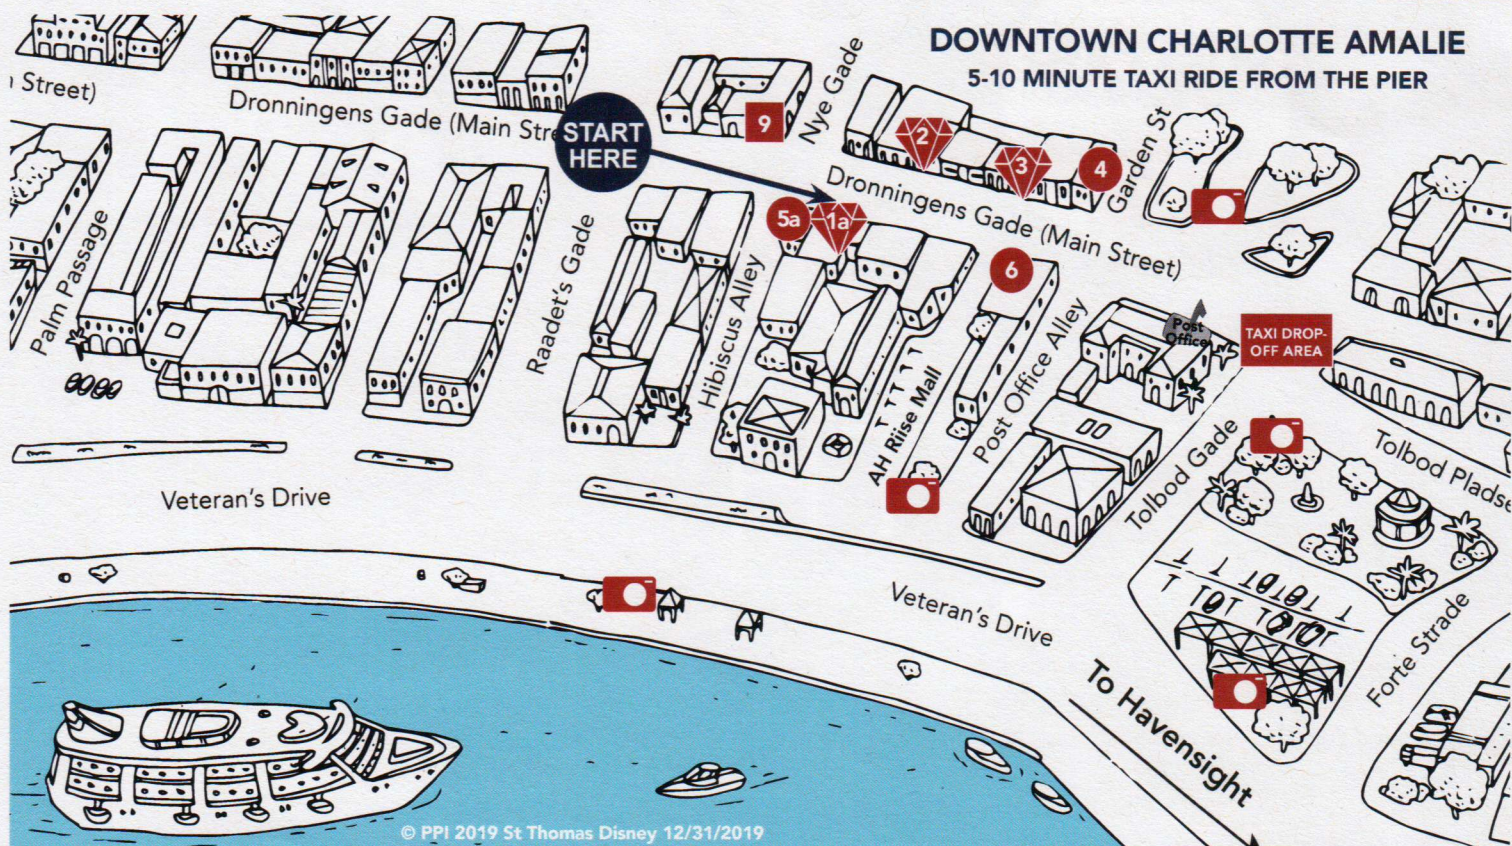 DOWNTOWN CHARLOTTE AMALIE
5-10 MINUTE TAXI RIDE FROM THE PIER
Street)
Dronningens Gade (Main
START
HERE
9
Nye Gade
2
3
4
Garden St
Dronningens Gade (Main Street)
5a
1a
6
Palm Passage
Raadet's Gade
Hibiscus Alley
AH Riise Mall
Post Office Alley
Post
Office
TAXI DROP-
OFF AREA
Tolbod Gade
Tolbod Pladse
Veteran's Drive
Veteran's Drive
Forte Strade
To Havensight
© PPI 2019 St Thomas Disney 12/31/2019